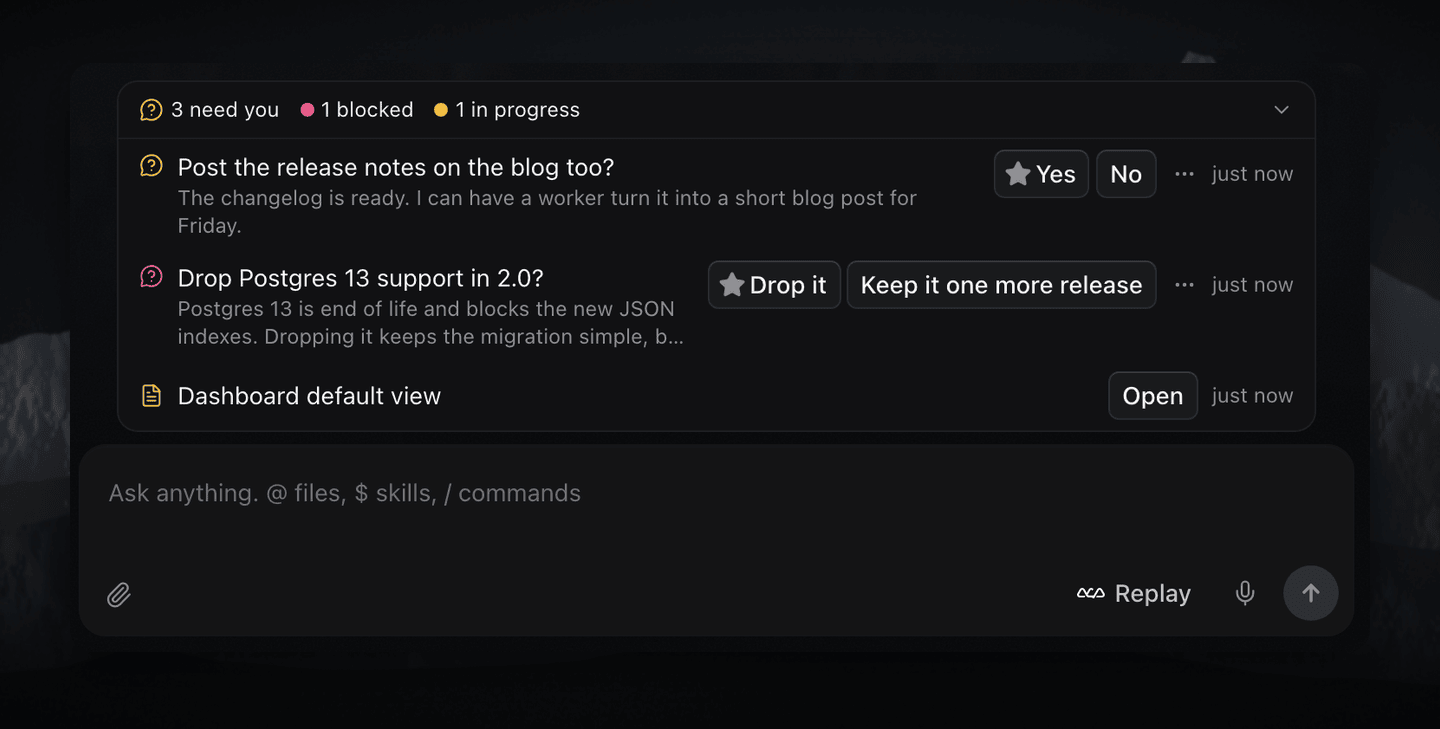 3 need you 1 blocked 1 in progress
Post the release notes on the blog too?
Yes No ··· just now
The changelog is ready. I can have a worker turn it into a short blog post for
Friday.
Drop Postgres 13 support in 2.0?
Drop it Keep it one more release ··· just now
Postgres 13 is end of life and blocks the new JSON
indexes. Dropping it keeps the migration simple, b...
Dashboard default view
Open just now
Ask anything. @ files, $ skills, / commands
Replay